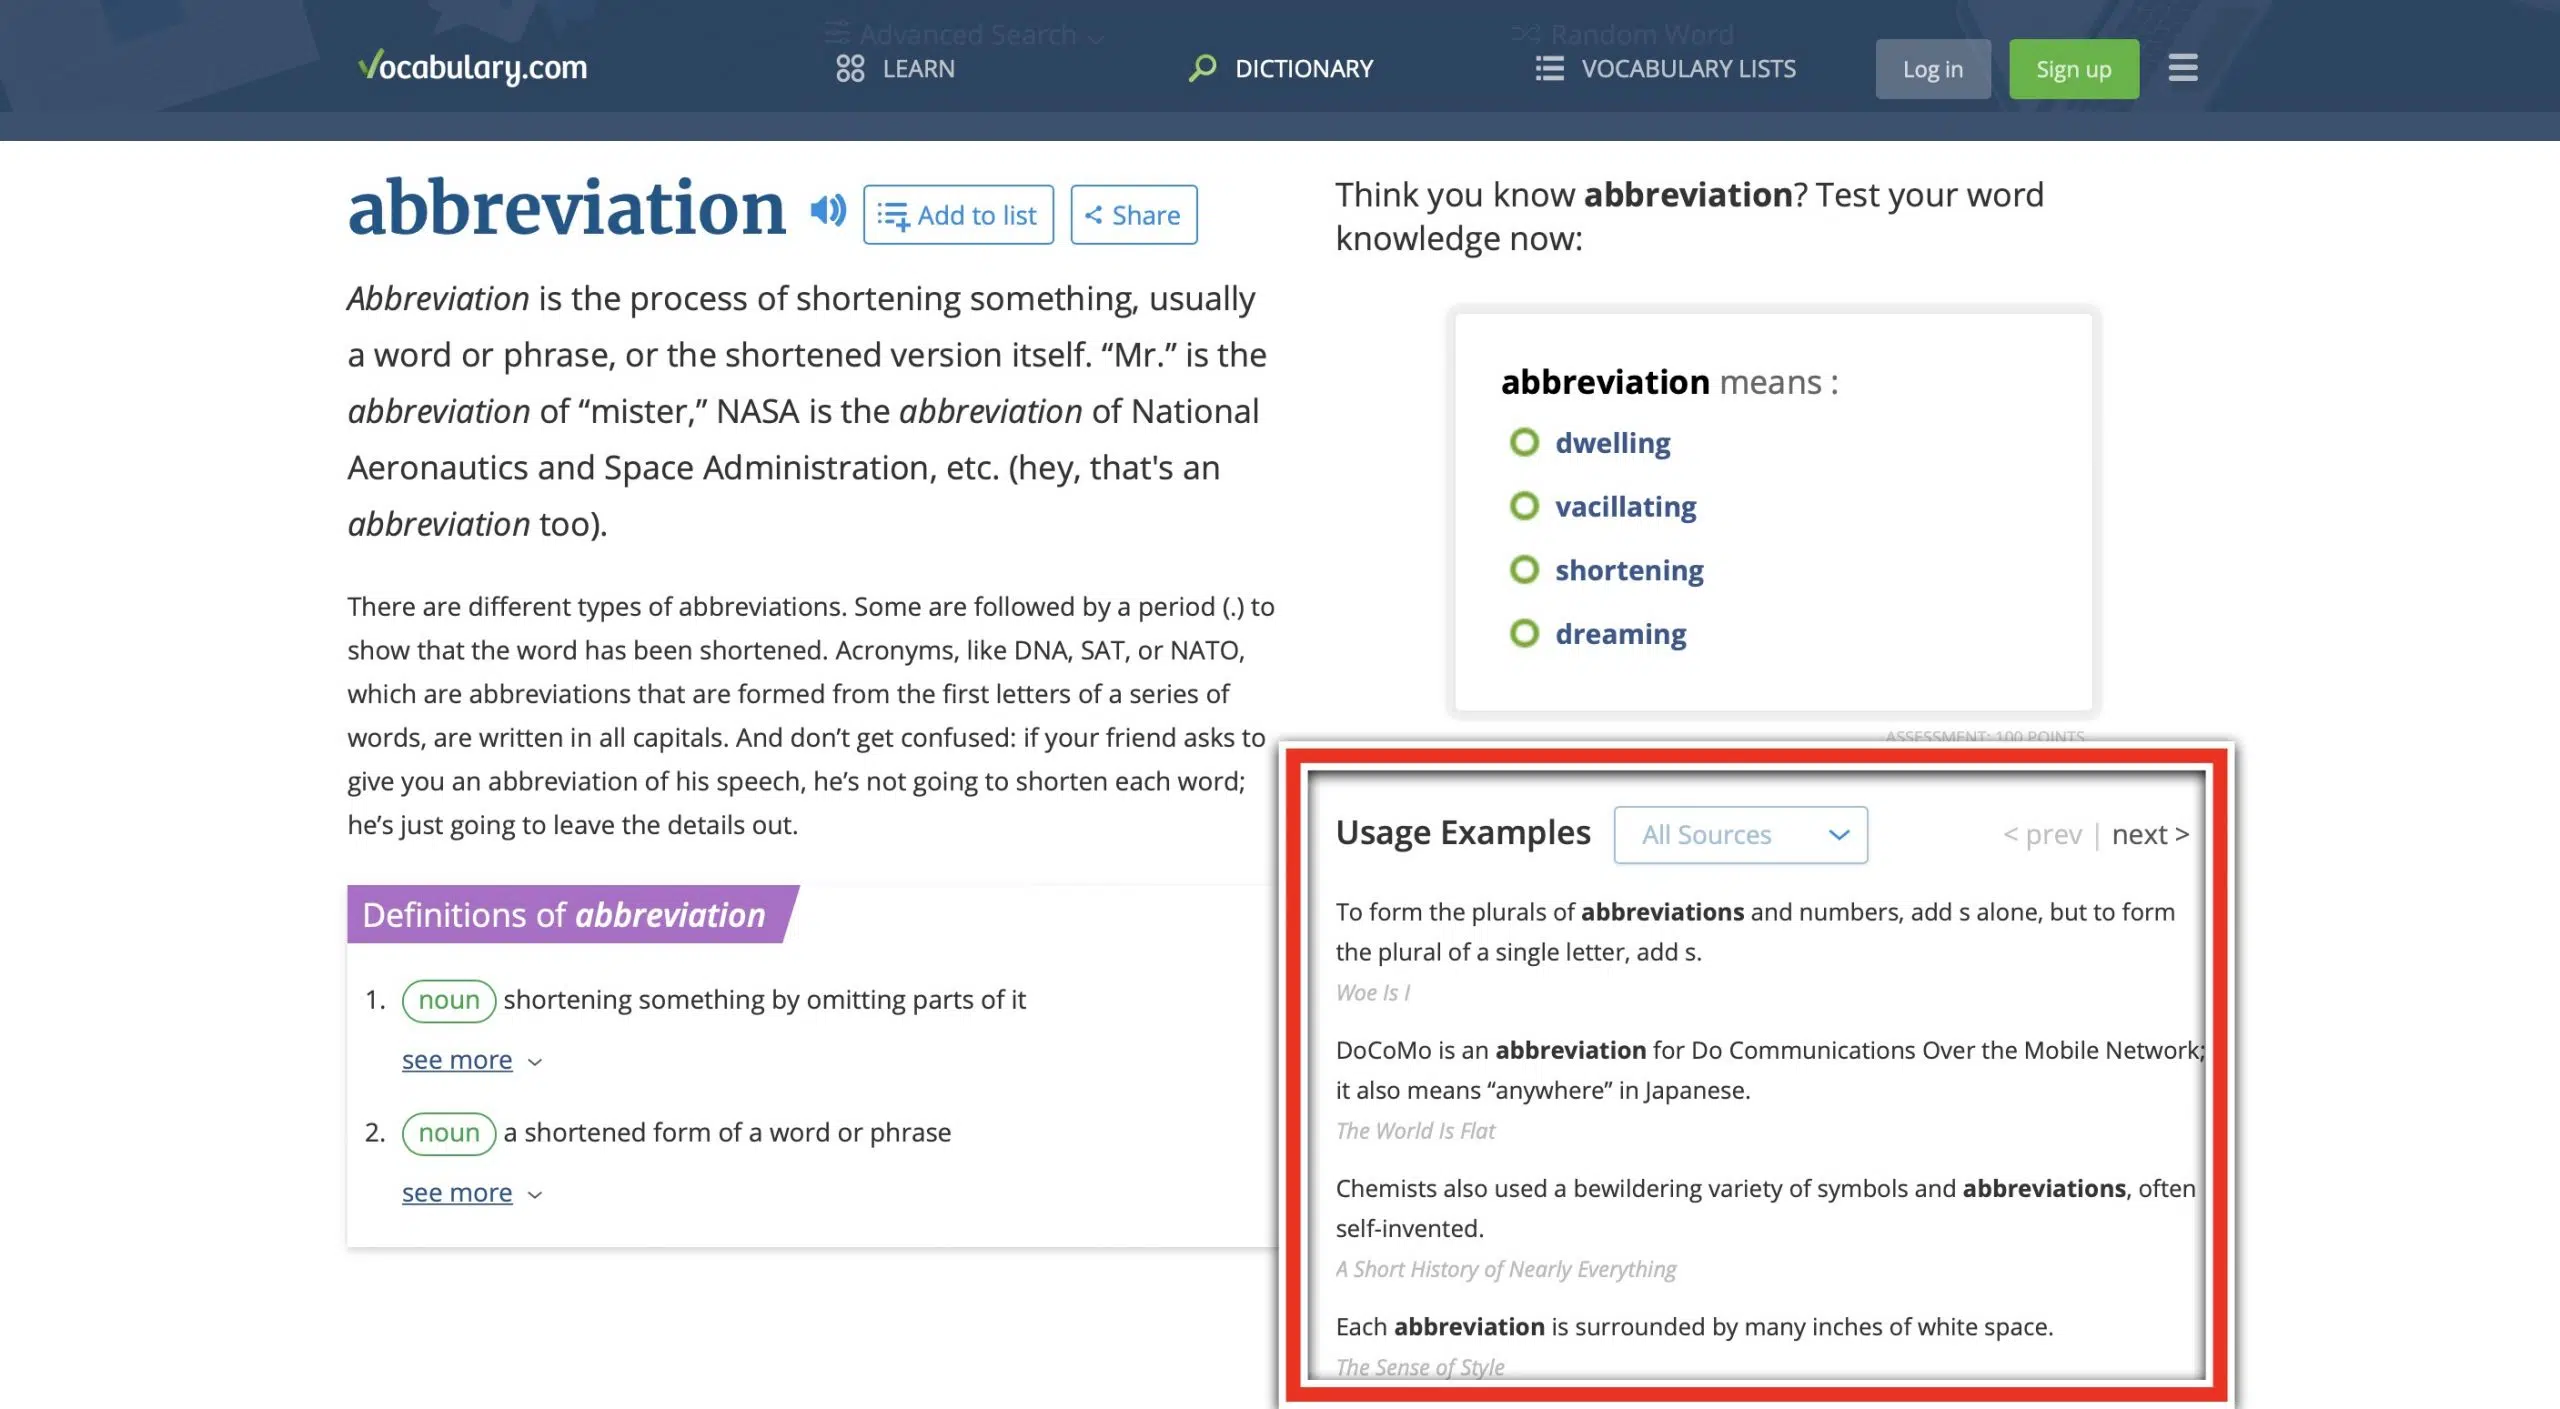 Advanced Search
Random Word
Vocabulary.com
LEARN
DICTIONARY
VOCABULARY LISTS
Log in
Sign up
abbreviation
Add to list
Share
Abbreviation is the process of shortening something, usually
a word or phrase, or the shortened version itself. “Mr.” is the
abbreviation of “mister,” NASA is the abbreviation of National
Aeronautics and Space Administration, etc. (hey, that's an
abbreviation too).
There are different types of abbreviations. Some are followed by a period (.) to
show that the word has been shortened. Acronyms, like DNA, SAT, or NATO,
which are abbreviations that are formed from the first letters of a series of
words, are written in all capitals. And don’t get confused: if your friend asks to
give you an abbreviation of his speech, he’s not going to shorten each word;
he’s just going to leave the details out.
Definitions of abbreviation
1. noun shortening something by omitting parts of it
see more
2. noun a shortened form of a word or phrase
see more
Think you know abbreviation? Test your word
knowledge now:
abbreviation means :
dwelling
vacillating
shortening
dreaming
ASSESSMENT: 100 POINTS
Usage Examples
All Sources
< prev | next >
To form the plurals of abbreviations and numbers, add s alone, but to form
the plural of a single letter, add s.
Woe Is I
DoCoMo is an abbreviation for Do Communications Over the Mobile Network;
it also means “anywhere” in Japanese.
The World Is Flat
Chemists also used a bewildering variety of symbols and abbreviations, often
self-invented.
A Short History of Nearly Everything
Each abbreviation is surrounded by many inches of white space.
The Sense of Style